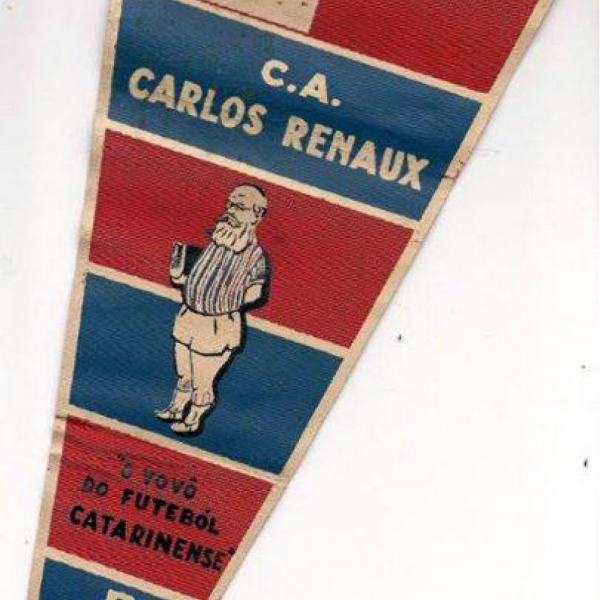 C.A.
CARLOS RENAUX
"O VOVÔ
DO FUTEBÓL
CATARINENSE"